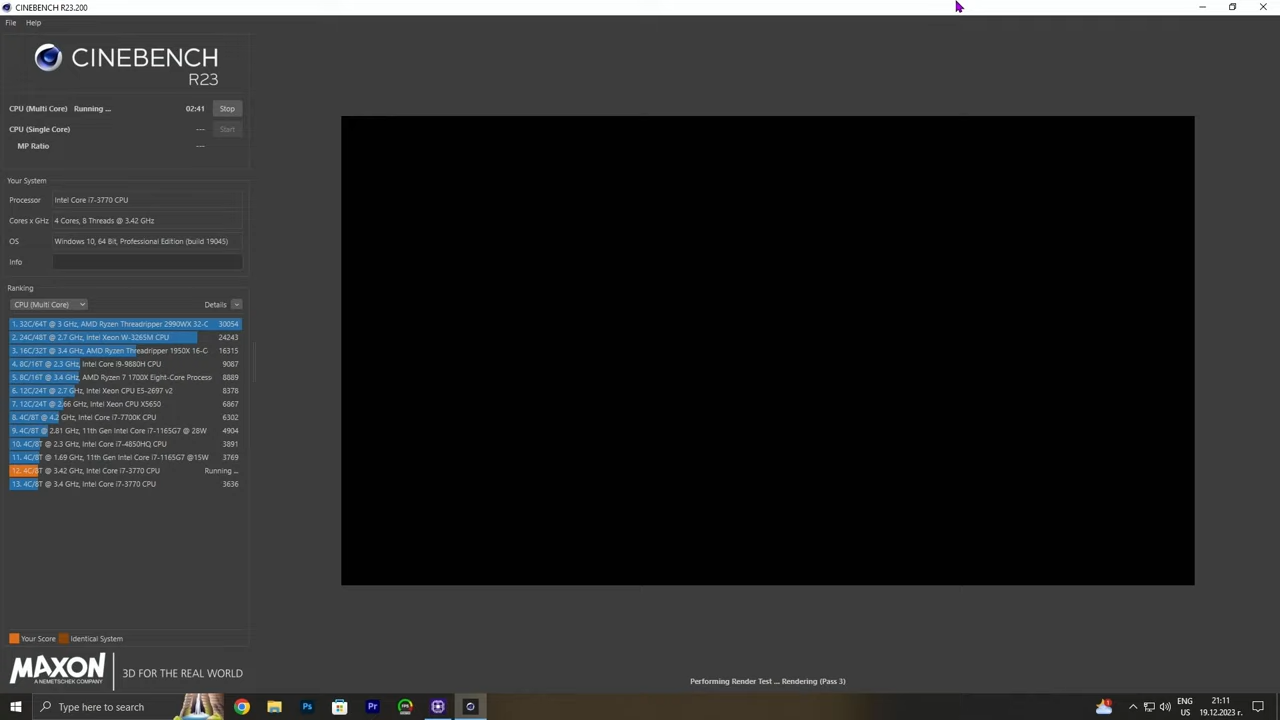 CINEBENCH R23.200
File Help
CINEBENCH
R23
CPU (Multi Core) Running ... 02:41 Stop
CPU (Single Core) --- Start
MP Ratio ---
Your System
Processor Intel Core i7-3770 CPU
Cores x GHz 4 Cores, 8 Threads @ 3.42 GHz
OS Windows 10, 64 Bit, Professional Edition (build 19045)
Info
Ranking
CPU (Multi Core) Details
1. 32C/64T @ 3 GHz, AMD Ryzen Threadripper 2990WX 32-C 30054
2. 24C/48T @ 2.7 GHz, Intel Xeon W-3265M CPU 24243
3. 16C/32T @ 3.4 GHz, AMD Ryzen Threadripper 1950X 16-C 16315
4. 8C/16T @ 2.3 GHz, Intel Core i9-9880H CPU 9087
5. 8C/16T @ 3.4 GHz, AMD Ryzen 7 1700X Eight-Core Process 8889
6. 12C/24T @ 2.7 GHz, Intel Xeon CPU E5-2697 v2 8378
7. 12C/24T @ 2.66 GHz, Intel Xeon CPU X5650 6867
8. 4C/8T @ 4.2 GHz, Intel Core i7-7700K CPU 6302
9. 4C/8T @ 2.81 GHz, 11th Gen Intel Core i7-1165G7 @ 28W 4904
10. 4C/8T @ 2.3 GHz, Intel Core i7-4850HQ CPU 3891
11. 4C/8T @ 1.69 GHz, 11th Gen Intel Core i7-1165G7 @15W 3769
12. 4C/8T @ 3.42 GHz, Intel Core i7-3770 CPU Running ...
13. 4C/8T @ 3.4 GHz, Intel Core i7-3770 CPU 3636
Your Score Identical System
MAXON
A NEMETSCHEK COMPANY
3D FOR THE REAL WORLD
Performing Render Test ... Rendering (Pass 3)
Type here to search
Ps
Pr
ENG
US
21:11
19.12.2023 г.